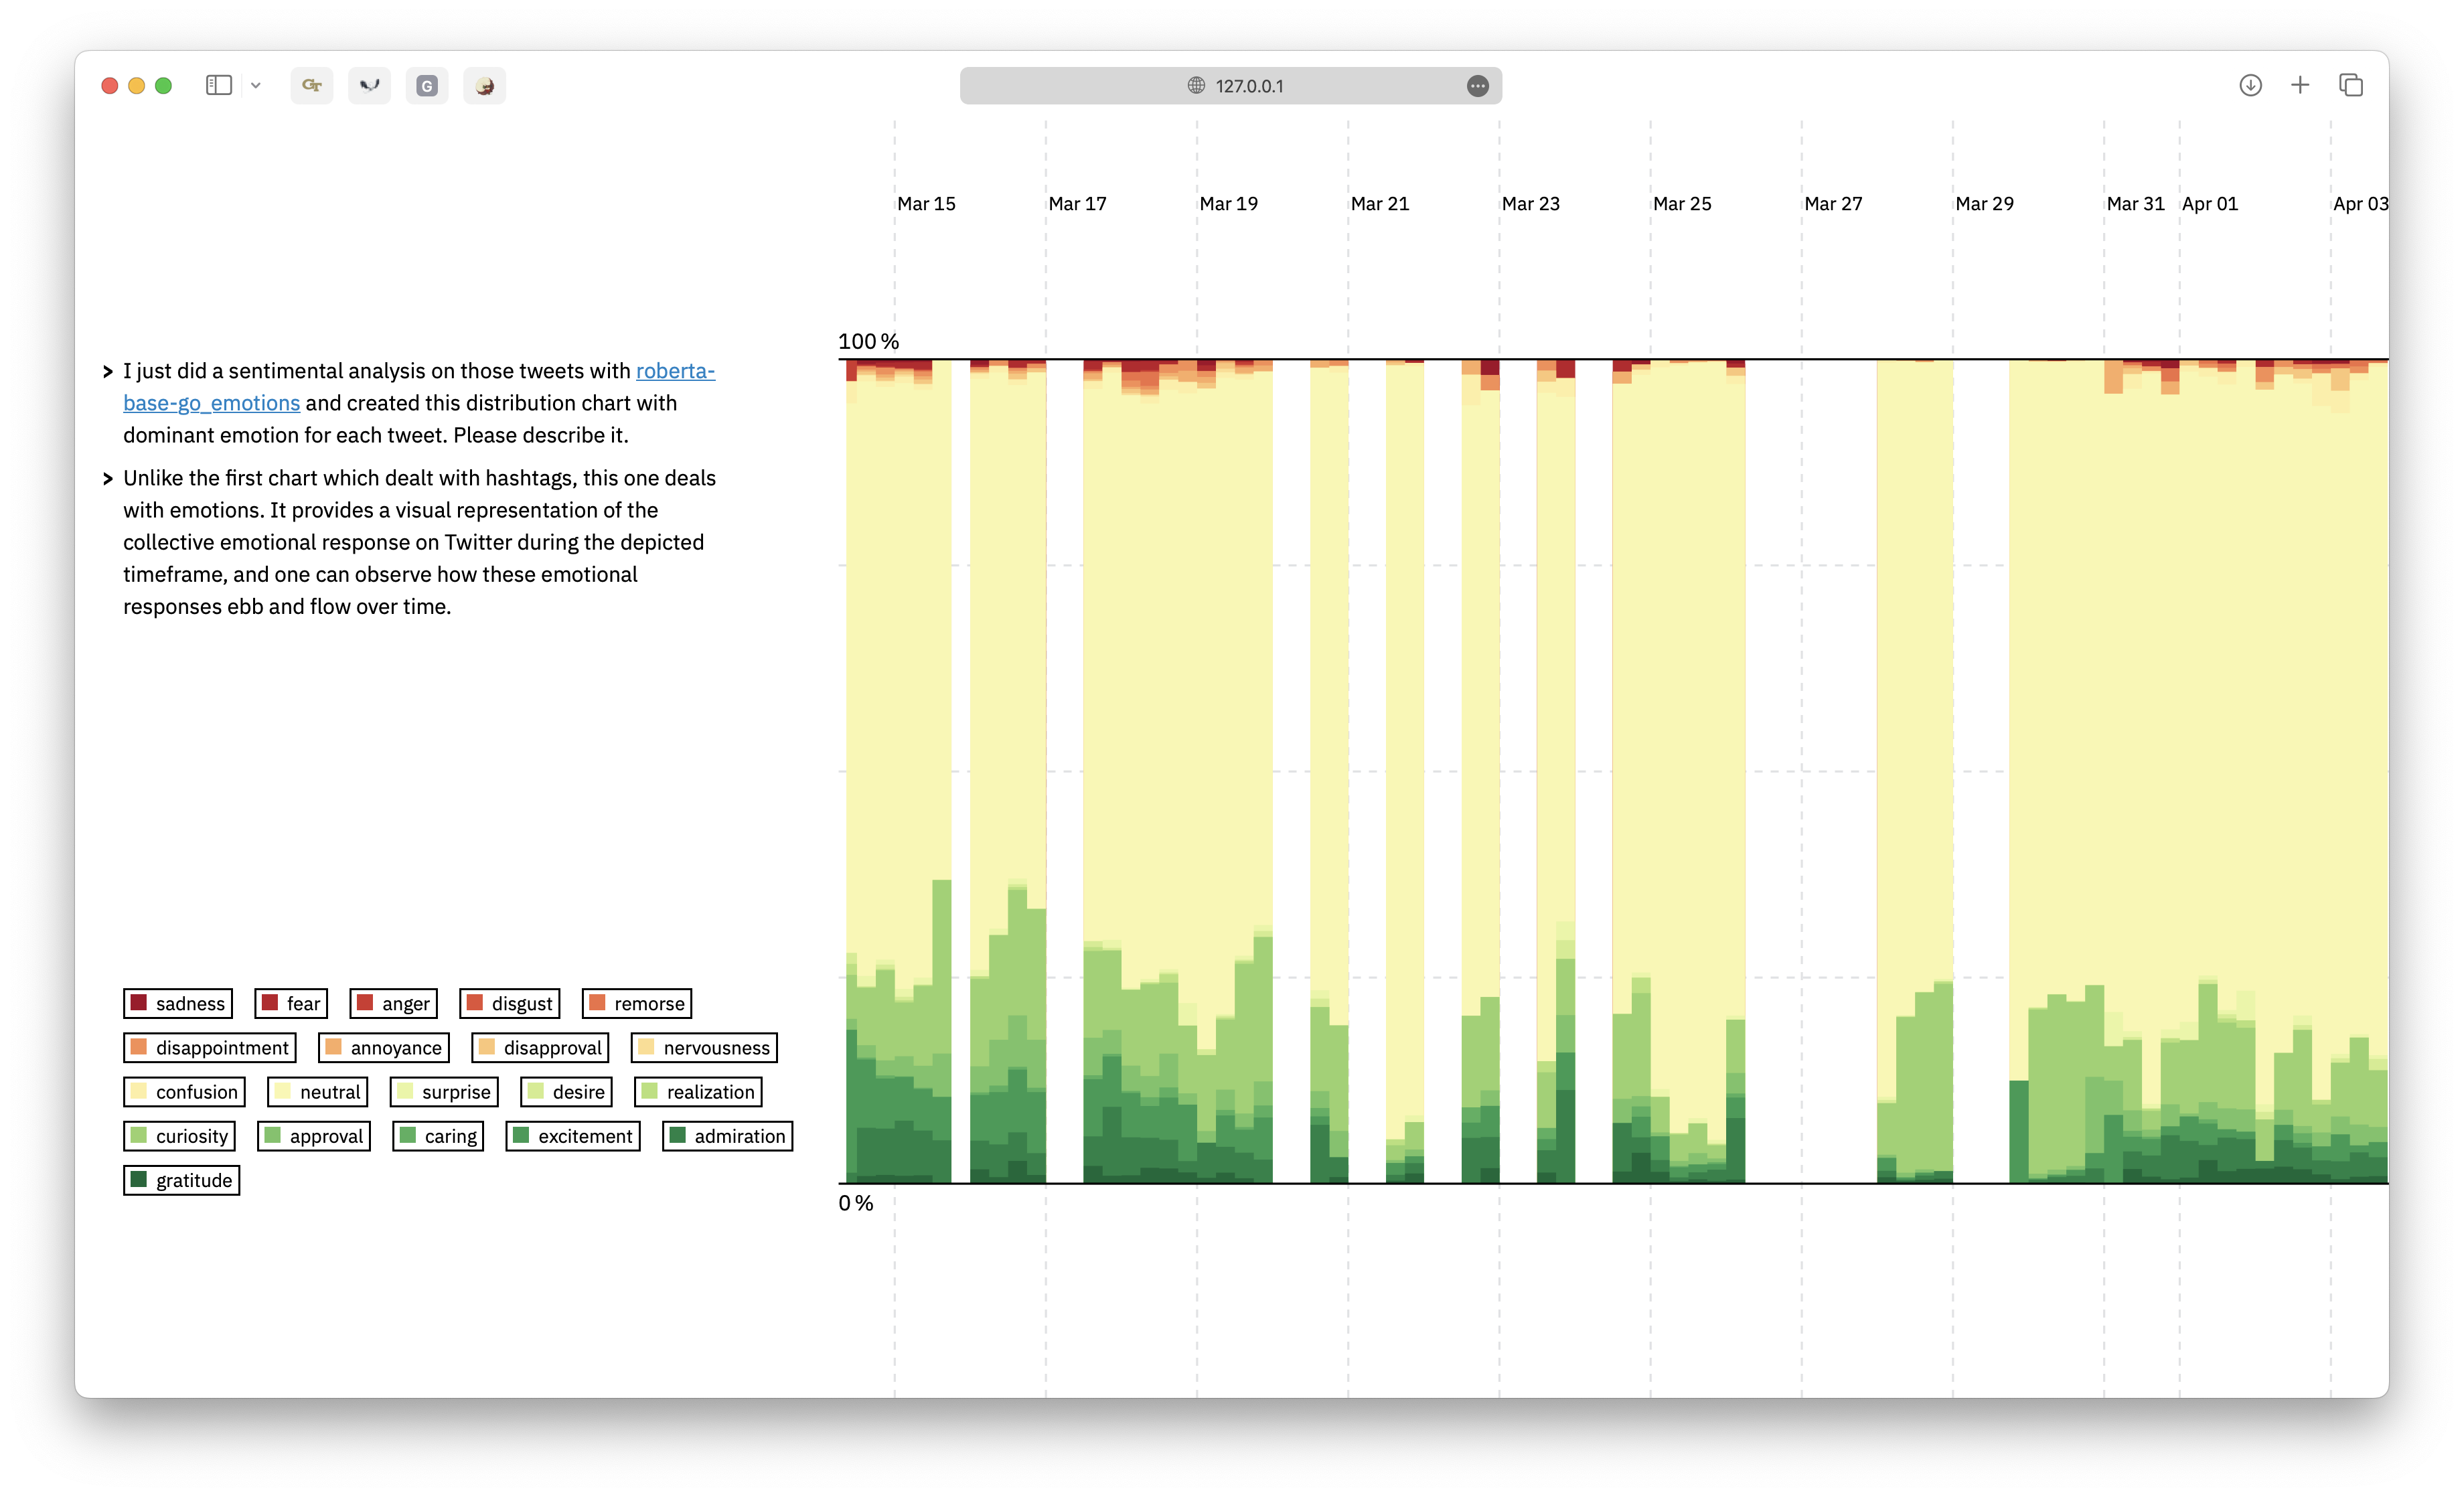 GT G 127.0.0.1
Mar 15 Mar 17 Mar 19 Mar 21 Mar 23 Mar 25 Mar 27 Mar 29 Mar 31 Apr 01 Apr 03
100 %
> I just did a sentimental analysis on those tweets with roberta-
base-go_emotions and created this distribution chart with
dominant emotion for each tweet. Please describe it.
> Unlike the first chart which dealt with hashtags, this one deals
with emotions. It provides a visual representation of the
collective emotional response on Twitter during the depicted
timeframe, and one can observe how these emotional
responses ebb and flow over time.
sadness fear anger disgust remorse
disappointment annoyance disapproval nervousness
confusion neutral surprise desire realization
curiosity approval caring excitement admiration
gratitude
0 %